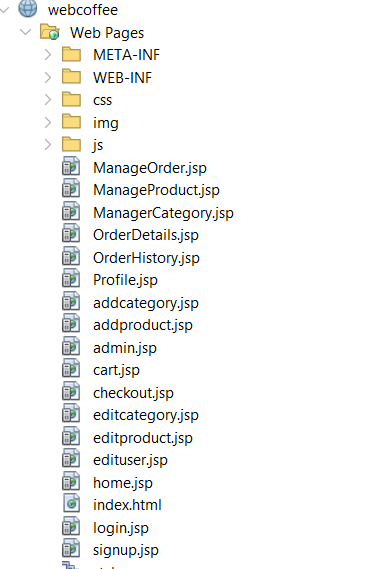 webcoffee
Web Pages
META-INF
WEB-INF
css
img
js
ManageOrder.jsp
ManageProduct.jsp
ManagerCategory.jsp
OrderDetails.jsp
OrderHistory.jsp
Profile.jsp
addcategory.jsp
addproduct.jsp
admin.jsp
cart.jsp
checkout.jsp
editcategory.jsp
editproduct.jsp
edituser.jsp
home.jsp
index.html
login.jsp
signup.jsp